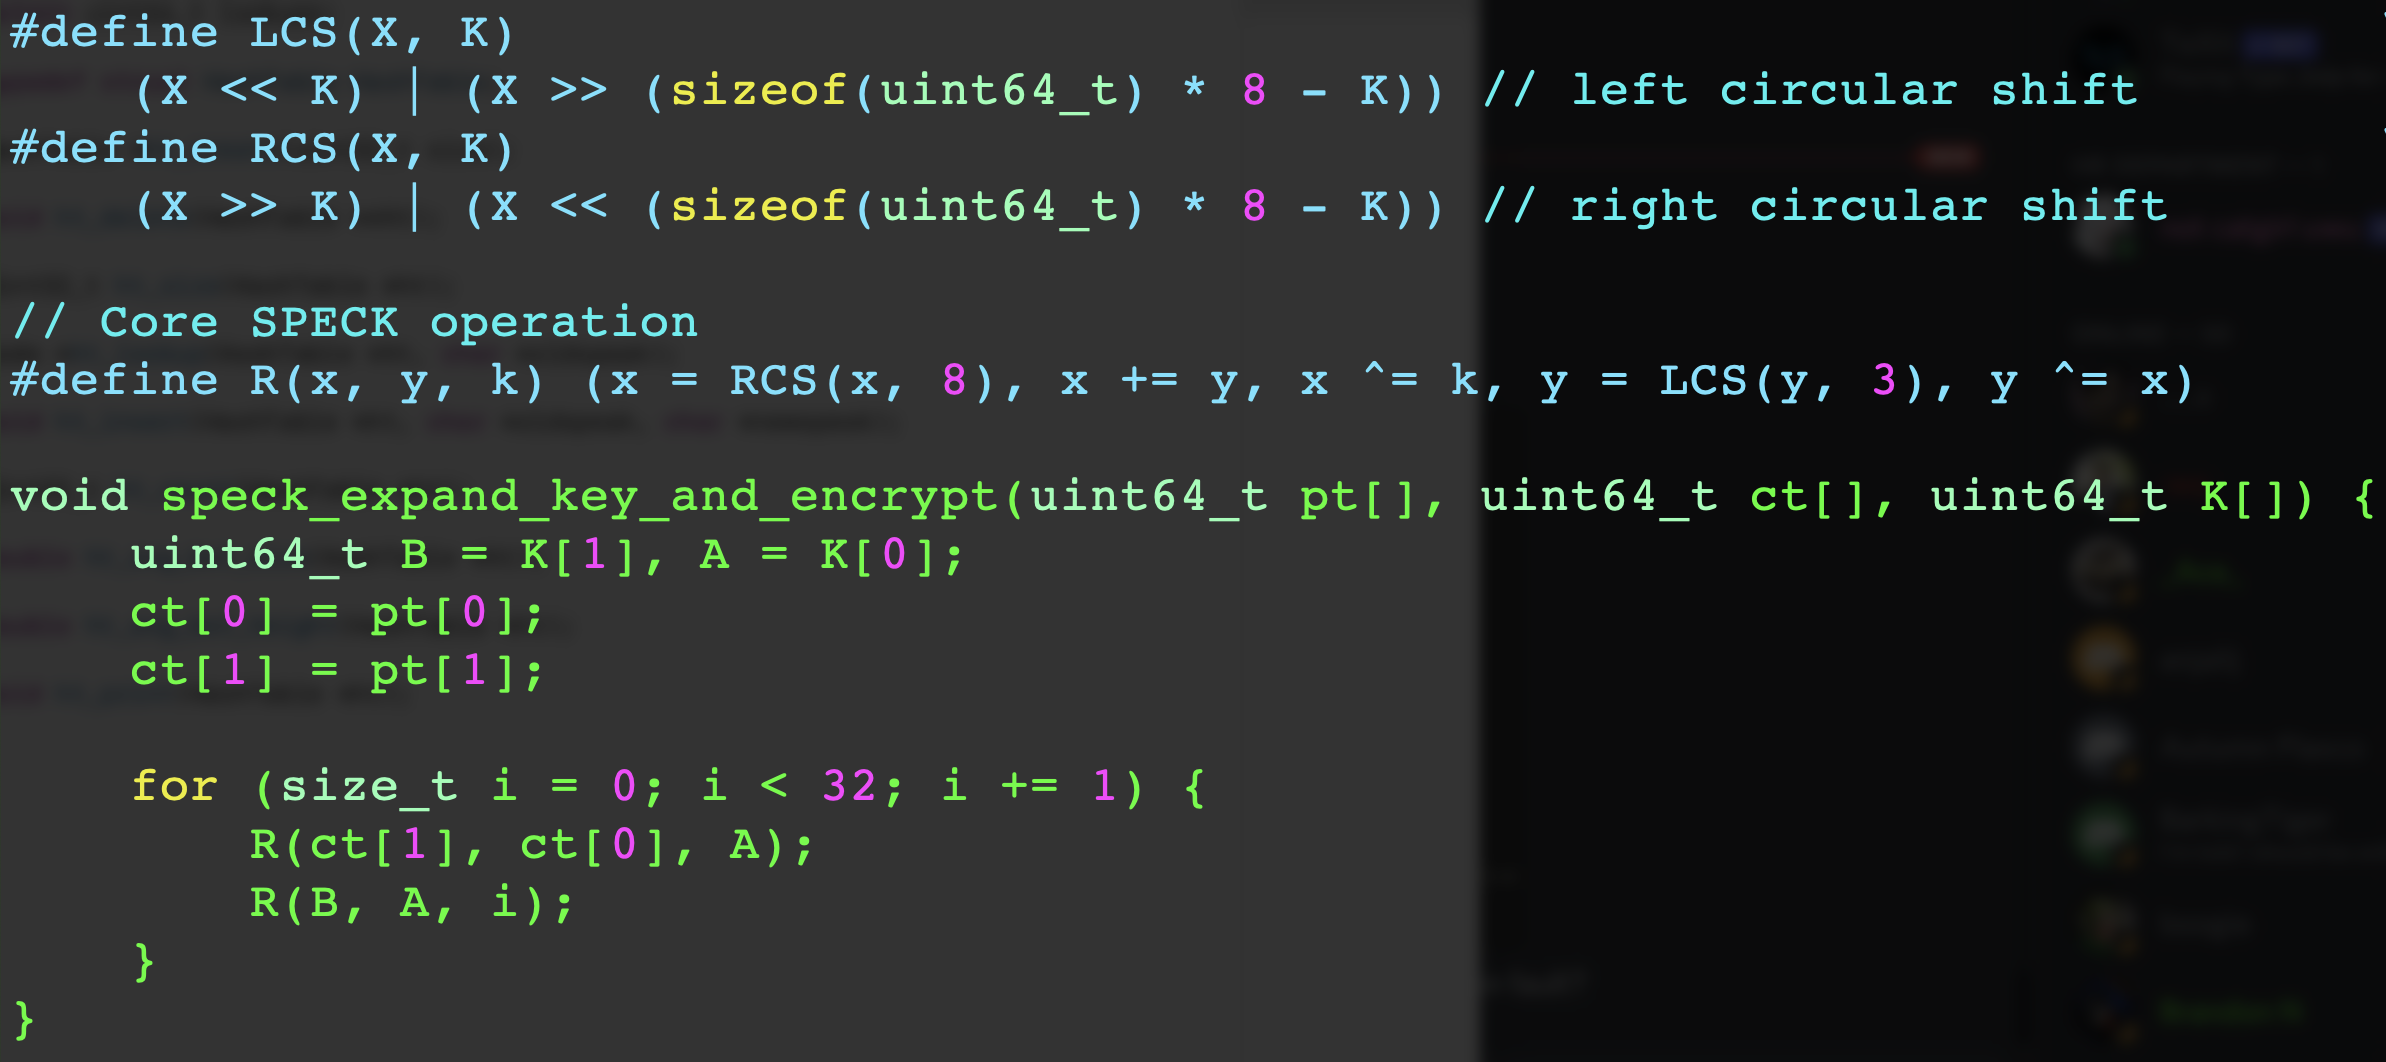 #define LCS(X, K)
    (X << K) | (X >> (sizeof(uint64_t) * 8 - K)) // left circular shift
#define RCS(X, K)
    (X >> K) | (X << (sizeof(uint64_t) * 8 - K)) // right circular shift

// Core SPECK operation
#define R(x, y, k) (x = RCS(x, 8), x += y, x ^= k, y = LCS(y, 3), y ^= x)

void speck_expand_key_and_encrypt(uint64_t pt[], uint64_t ct[], uint64_t K[]) {
    uint64_t B = K[1], A = K[0];
    ct[0] = pt[0];
    ct[1] = pt[1];

    for (size_t i = 0; i < 32; i += 1) {
        R(ct[1], ct[0], A);
        R(B, A, i);
    }
}